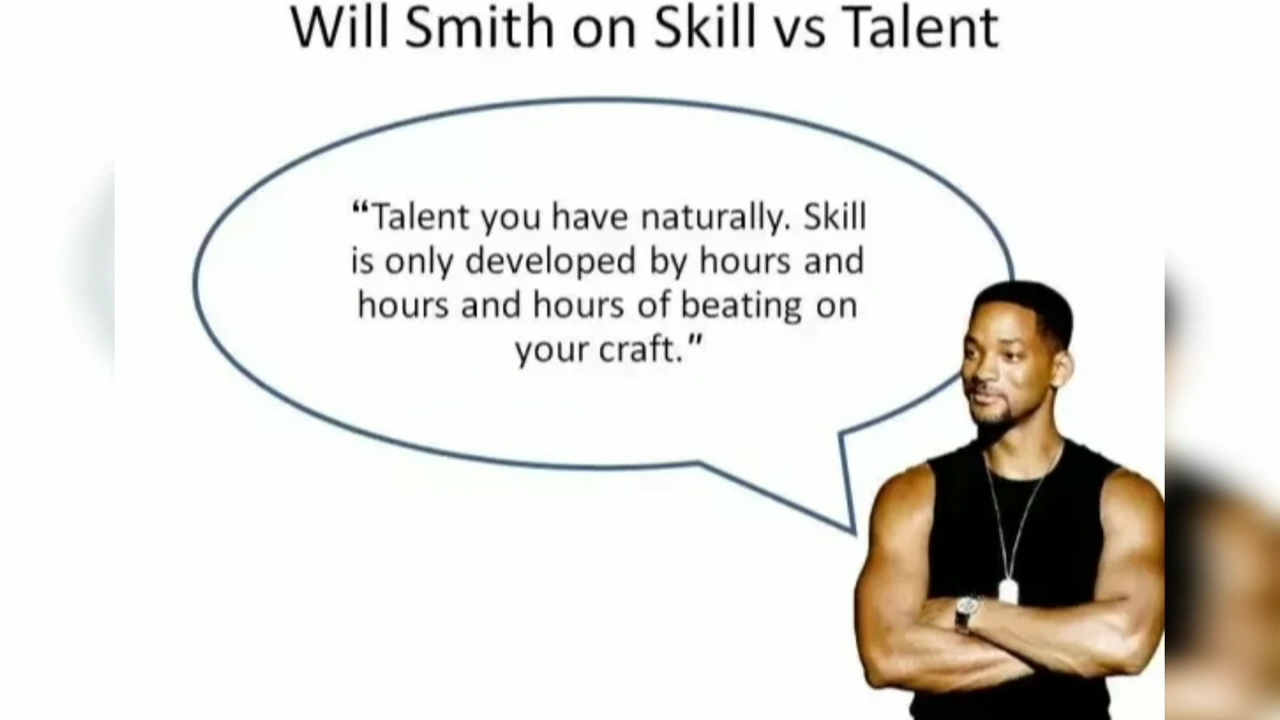 Will Smith on Skill vs Talent
“Talent you have naturally. Skill
is only developed by hours and
hours and hours of beating on
your craft.”